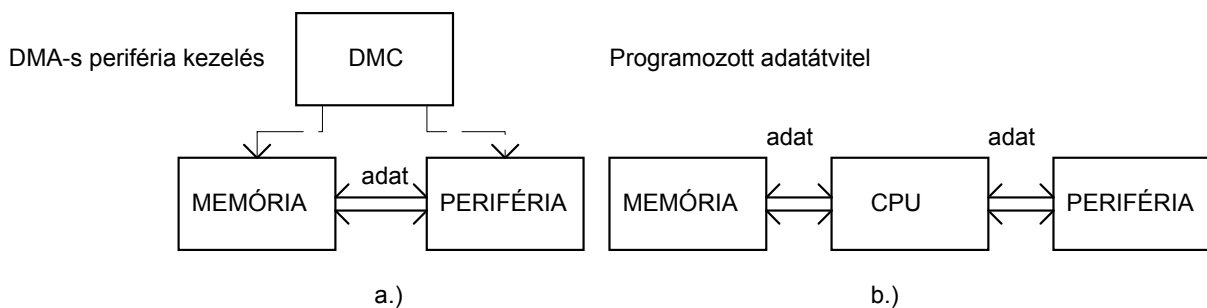 DMA-s periféria kezelés
DMC
Programozott adatátvitel
adat
MEMÓRIA
PERIFÉRIA
a.)
adat
adat
MEMÓRIA
CPU
PERIFÉRIA
b.)